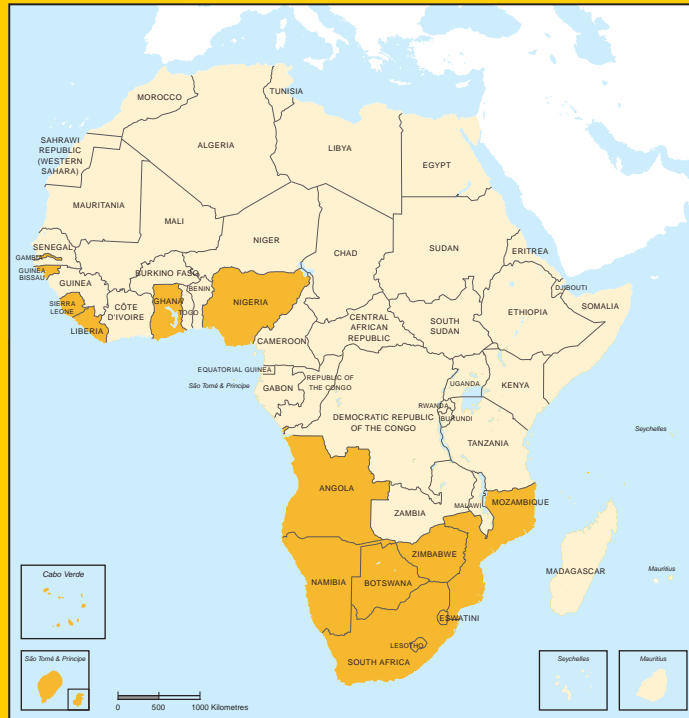 TUNISIA
MOROCCO
ALGERIA
LIBYA
EGYPT
SAHRAWI
REPUBLIC
(WESTERN
SAHARA)
MAURITANIA
MALI
NIGER
CHAD
SUDAN
ERITREA
SENEGAL
GAMBIA
GUINEA
BISSAU
GUINEA
BURKINO FASO
BENIN
DJIBOUTI
SOMALIA
SIERRA
LEONE
LIBERIA
CÔTE
D'IVOIRE
GHANA
TOGO
NIGERIA
ETHIOPIA
CENTRAL
AFRICAN
REPUBLIC
SOUTH
SUDAN
CAMEROON
EQUATORIAL GUINEA
São Tomé & Principe
GABON
REPUBLIC OF
THE CONGO
UGANDA
KENYA
RWANDA
BURUNDI
DEMOCRATIC REPUBLIC
OF THE CONGO
TANZANIA
Seychelles
ANGOLA
ZAMBIA
MALAWI
MOZAMBIQUE
ZIMBABWE
MADAGASCAR
Mauritius
NAMIBIA
BOTSWANA
ESWATINI
LESOTHO
SOUTH AFRICA
Cabo Verde
São Tomé & Principe
0 500 1000 Kilometres
Seychelles
Mauritius